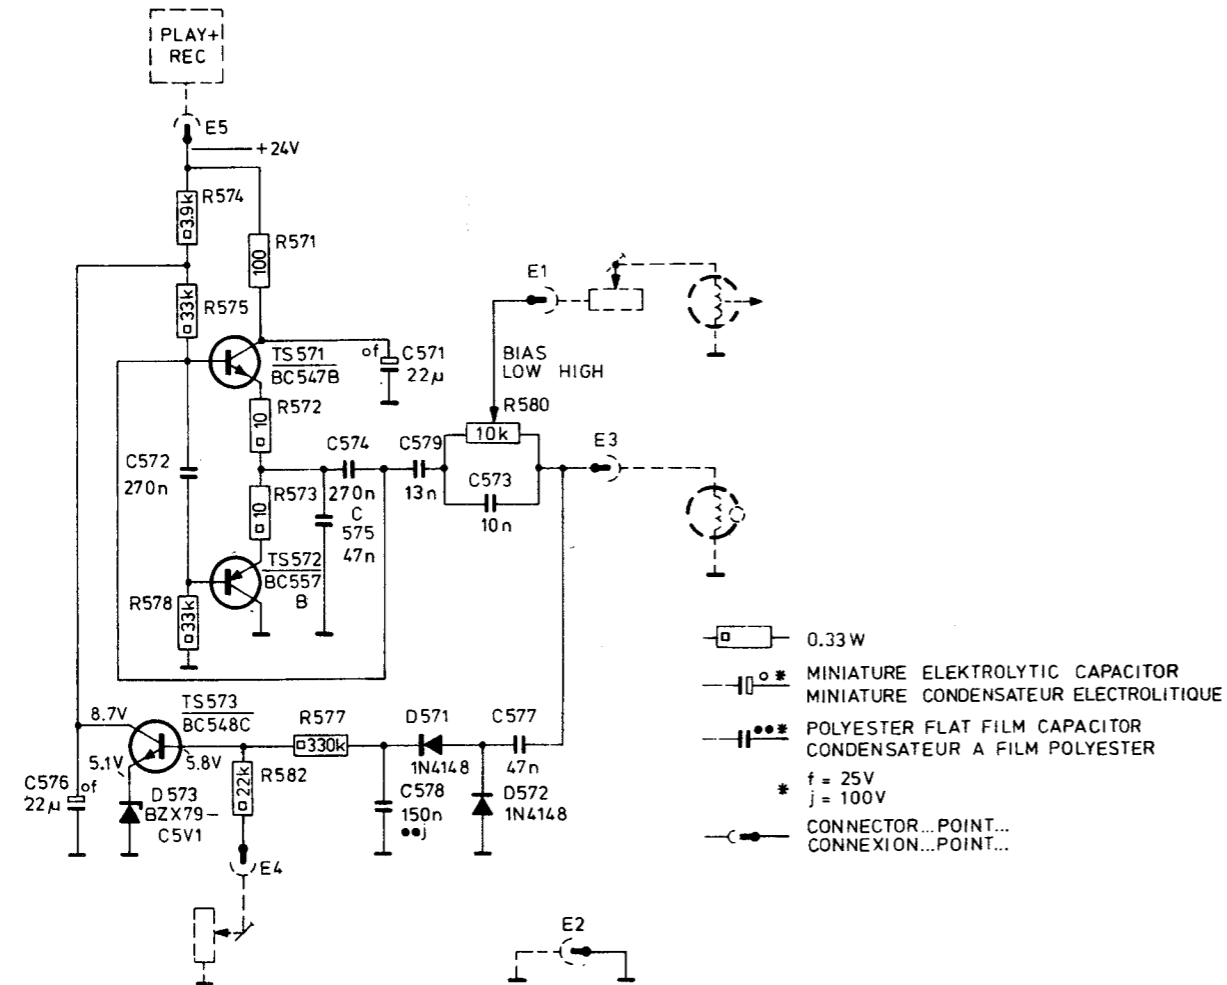 PLAY+
REC
E5
+24V
R574
3.9k
R571
100
R575
33k
E1
TS571
BC547B
of
C571
22µ
BIAS
LOW HIGH
R572
10
R580
10k
C574
C579
E3
C572
270n
R573
10
270n
13n
C573
10n
C
575
47n
TS572
BC557
B
R578
33k
0.33W
MINIATURE ELEKTROLYTIC CAPACITOR
MINIATURE CONDENSATEUR ELECTROLITIQUE
TS573
BC548C
8.7V
R577
330k
D571
1N4148
C577
47n
POLYESTER FLAT FILM CAPACITOR
CONDENSATEUR A FILM POLYESTER
5.1V
5.8V
R582
22k
C576
22µ
of
D573
BZX79-
C5V1
C578
150n
j
D572
1N4148
* f = 25V
j = 100V
CONNECTOR...POINT...
CONNEXION...POINT...
E4
E2